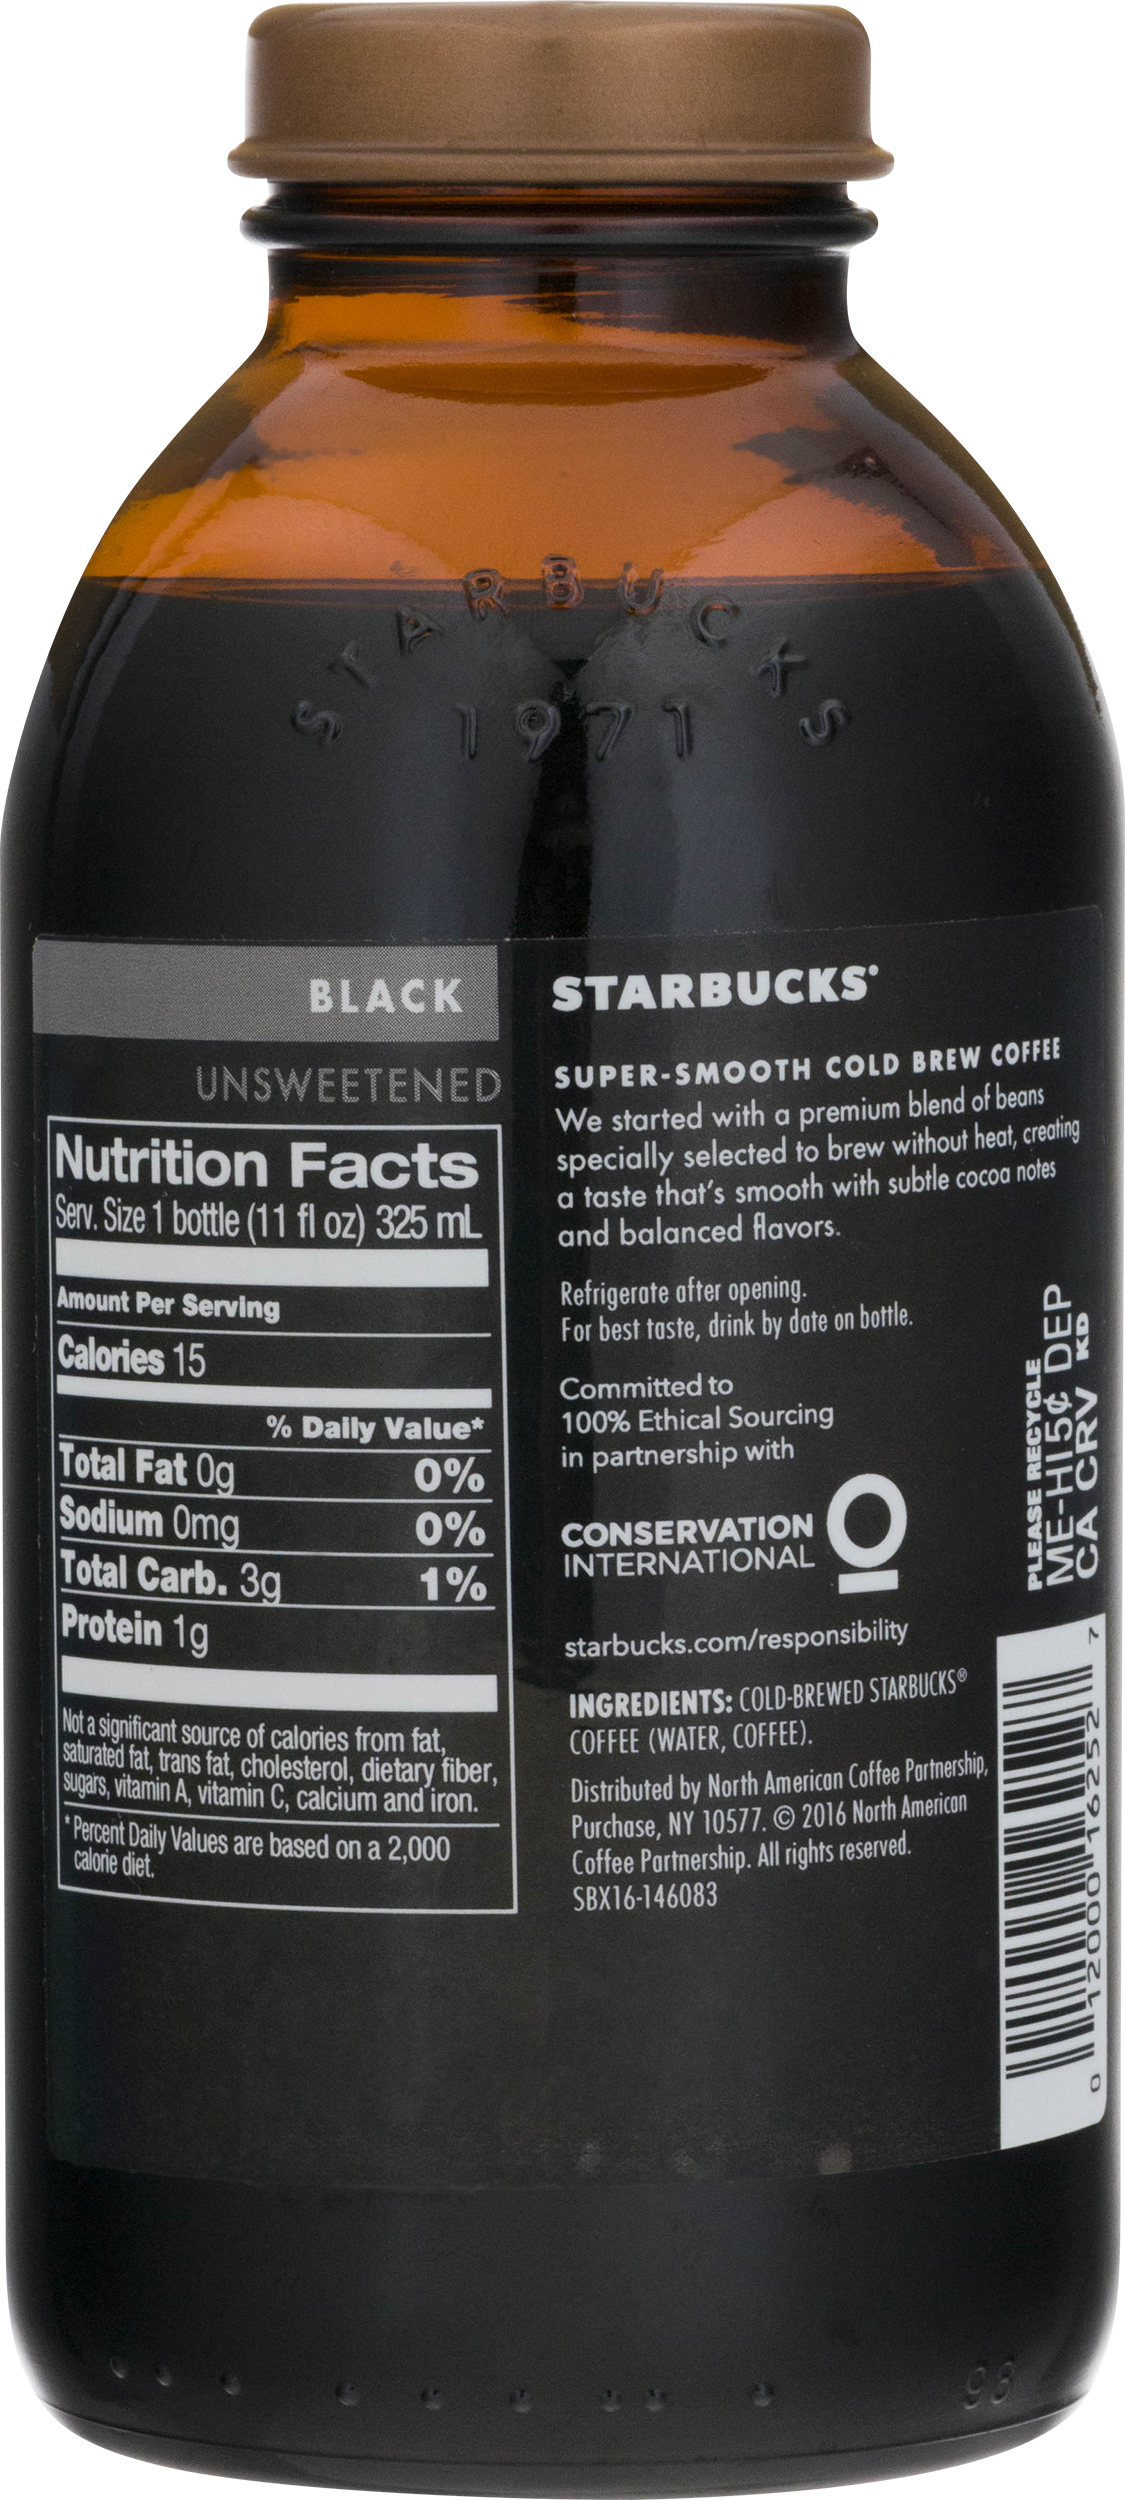 STARBUCKS
1971
BLACK
UNSWEETENED
Nutrition Facts
Serv. Size 1 bottle (11 fl oz) 325 mL
Amount Per Serving
Calories 15
% Daily Value*
Total Fat 0g 0%
Sodium 0mg 0%
Total Carb. 3g 1%
Protein 1g
Not a significant source of calories from fat,
saturated fat, trans fat, cholesterol, dietary fiber,
sugars, vitamin A, vitamin C, calcium and iron.
* Percent Daily Values are based on a 2,000
calorie diet.
STARBUCKS®
SUPER-SMOOTH COLD BREW COFFEE
We started with a premium blend of beans
specially selected to brew without heat, creating
a taste that's smooth with subtle cocoa notes
and balanced flavors.
Refrigerate after opening.
For best taste, drink by date on bottle.
Committed to
100% Ethical Sourcing
in partnership with
CONSERVATION
INTERNATIONAL
starbucks.com/responsibility
INGREDIENTS: COLD-BREWED STARBUCKS®
COFFEE (WATER, COFFEE).
Distributed by North American Coffee Partnership,
Purchase, NY 10577. © 2016 North American
Coffee Partnership. All rights reserved.
SBX16-146083
PLEASE RECYCLE
ME-HI5¢ DEP
CA CRV KD
0 12000 16252 7
98